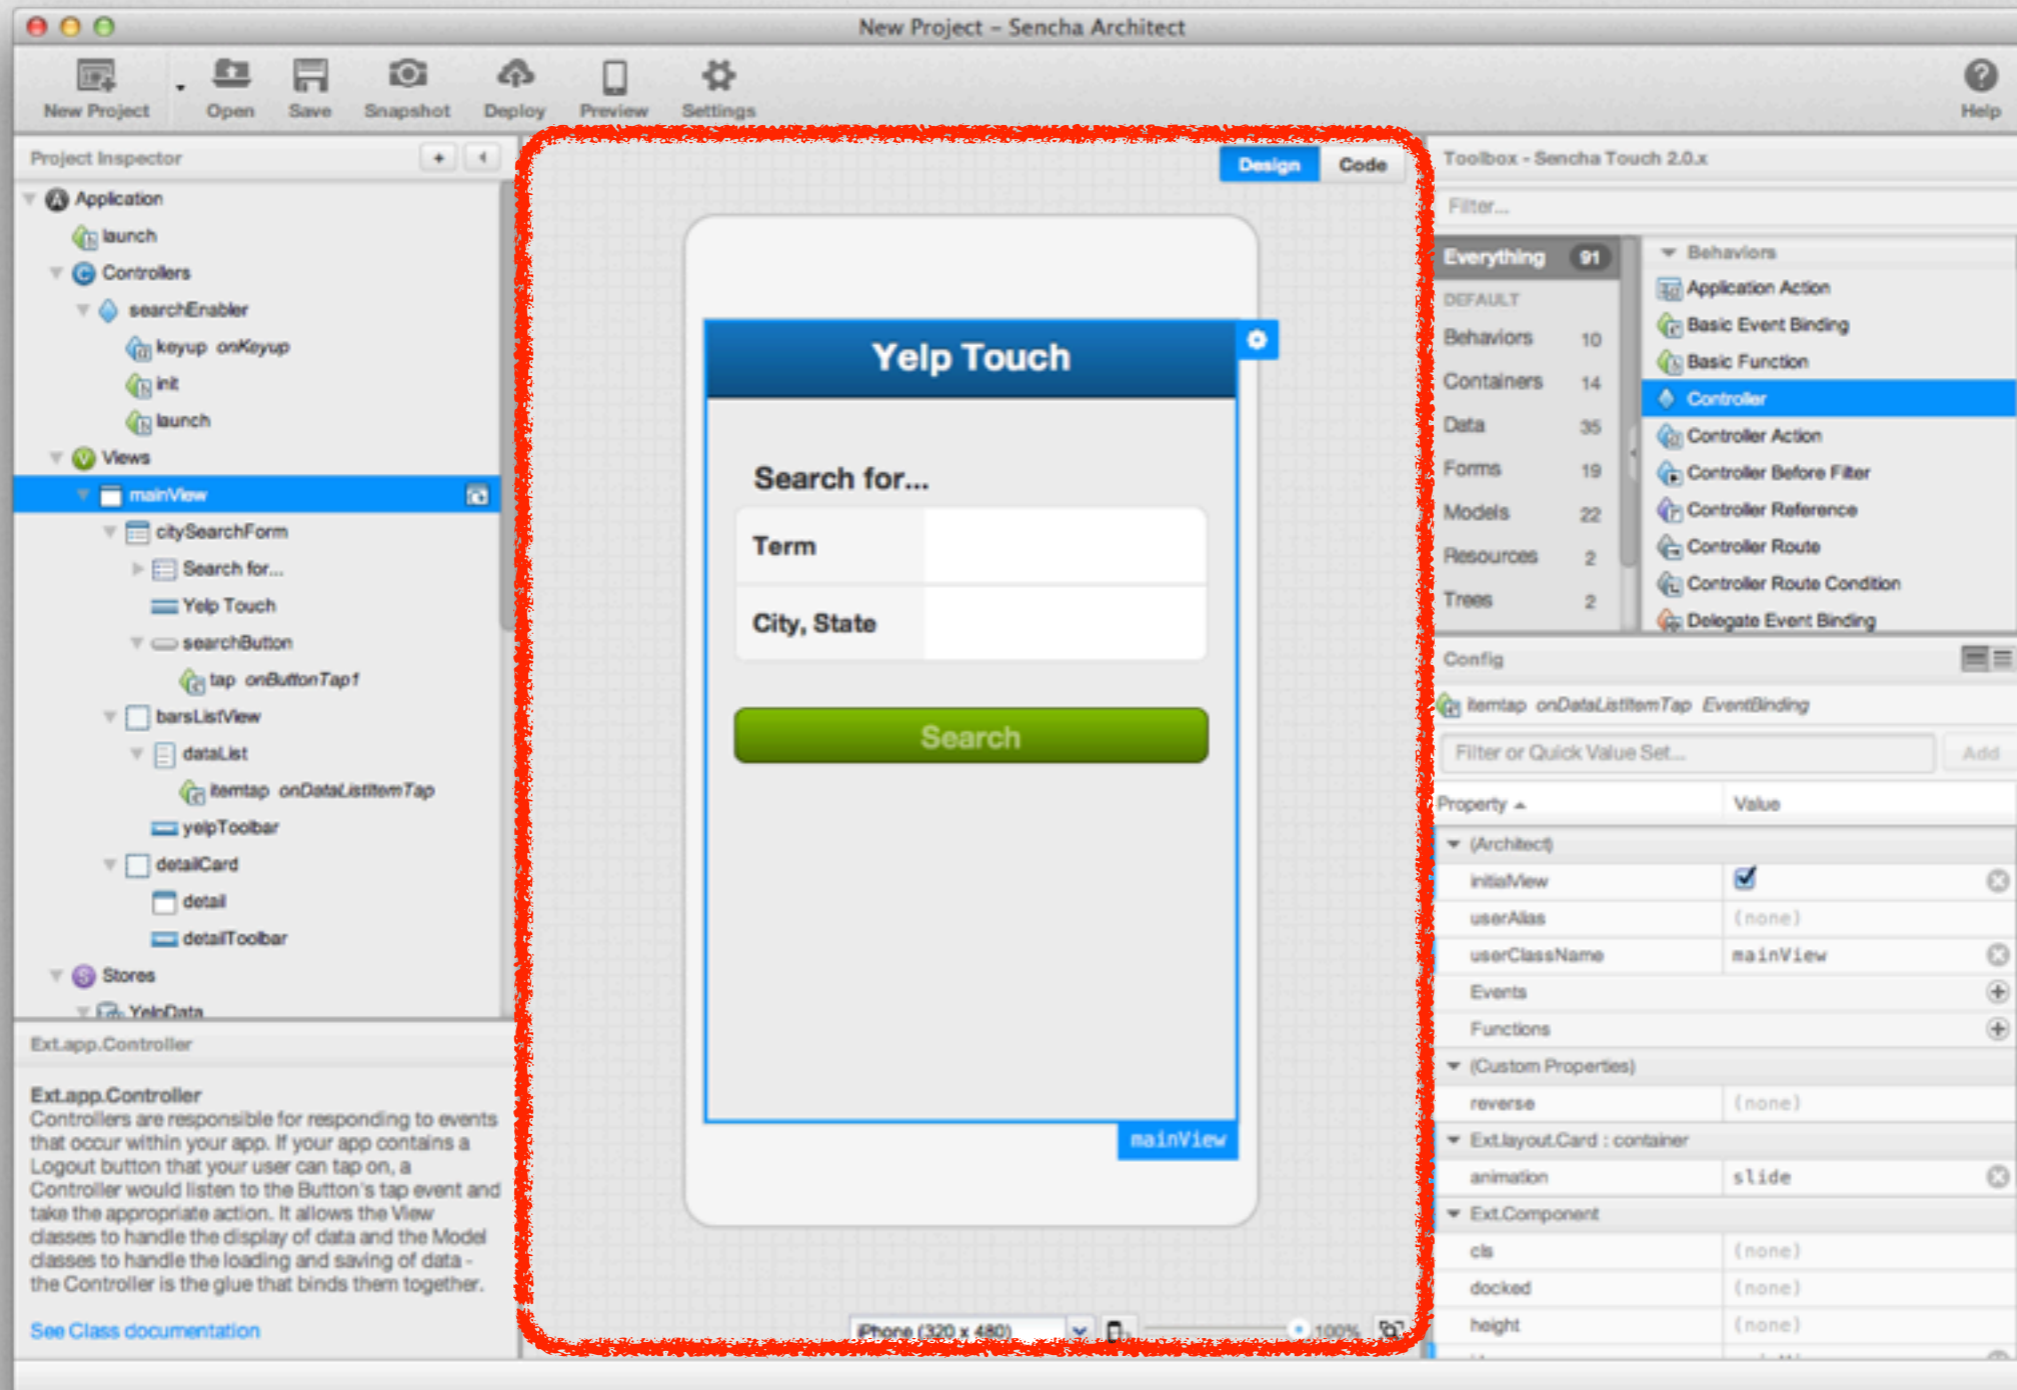 New Project – Sencha Architect
New Project
Open
Save
Snapshot
Deploy
Preview
Settings
Help
Project Inspector
Application
launch
Controllers
searchEnabler
keyup onKeyup
init
launch
Views
mainView
citySearchForm
Search for...
Yelp Touch
searchButton
tap onButtonTap1
barsListView
dataList
itemtap onDataListItemTap
yelpToolbar
detailCard
detail
detailToolbar
Stores
YelpData
Ext.app.Controller
Ext.app.Controller
Controllers are responsible for responding to events
that occur within your app. If your app contains a
Logout button that your user can tap on, a
Controller would listen to the Button's tap event and
take the appropriate action. It allows the View
classes to handle the display of data and the Model
classes to handle the loading and saving of data -
the Controller is the glue that binds them together.
See Class documentation
Design Code
Yelp Touch
Search for...
Term
City, State
Search
mainView
iPhone (320 x 480)
100%
Toolbox - Sencha Touch 2.0.x
Filter...
Everything 91
DEFAULT
Behaviors 10
Containers 14
Data 35
Forms 19
Models 22
Resources 2
Trees 2
Behaviors
Application Action
Basic Event Binding
Basic Function
Controller
Controller Action
Controller Before Filter
Controller Reference
Controller Route
Controller Route Condition
Delegate Event Binding
Config
itemtap onDataListItemTap EventBinding
Filter or Quick Value Set...
Add
Property Value
(Architect)
initialView
userAlias (none)
userClassName mainView
Events
Functions
(Custom Properties)
reverse (none)
Ext.layout.Card : container
animation slide
Ext.Component
cls (none)
docked (none)
height (none)